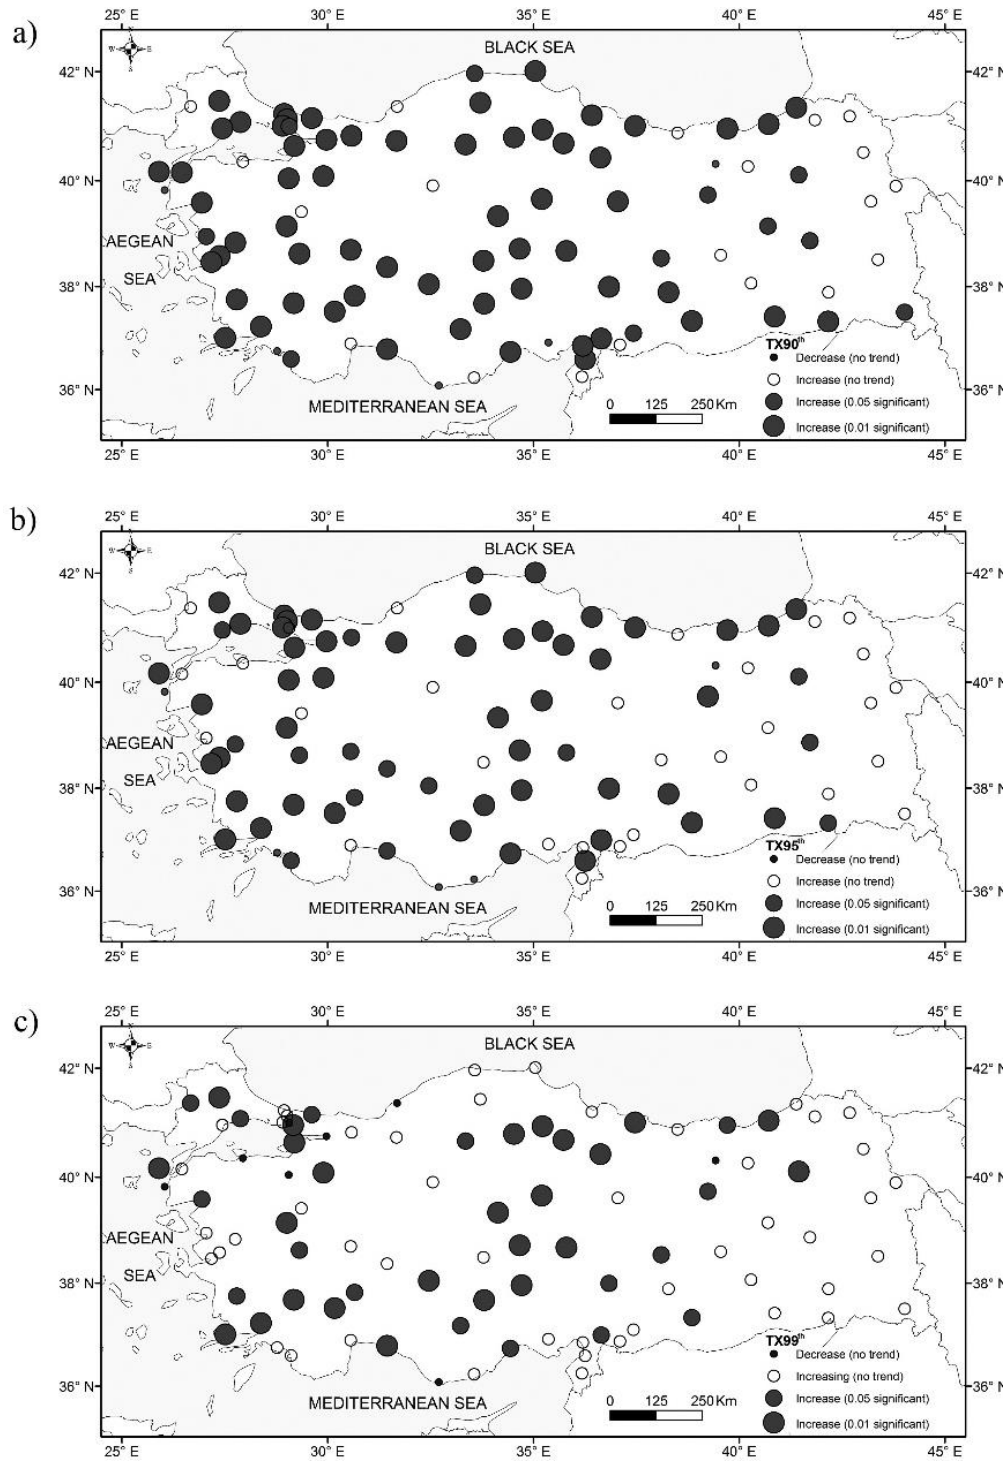 a)
25° E 30° E 35° E 40° E 45° E
W E
BLACK SEA
42° N
42° N
40° N
40° N
AEGEAN
SEA
38° N
38° N
36° N
36° N
MEDITERRANEAN SEA
0 125 250 Km
TX90th
Decrease (no trend)
Increase (no trend)
Increase (0.05 significant)
Increase (0.01 significant)
25° E 30° E 35° E 40° E 45° E
b)
25° E 30° E 35° E 40° E 45° E
W E
BLACK SEA
42° N
42° N
40° N
40° N
AEGEAN
SEA
38° N
38° N
36° N
36° N
MEDITERRANEAN SEA
0 125 250 Km
TX95th
Decrease (no trend)
Increase (no trend)
Increase (0.05 significant)
Increase (0.01 significant)
25° E 30° E 35° E 40° E 45° E
c)
25° E 30° E 35° E 40° E 45° E
W E
BLACK SEA
42° N
42° N
40° N
40° N
AEGEAN
SEA
38° N
38° N
36° N
36° N
MEDITERRANEAN SEA
0 125 250 Km
TX99th
Decrease (no trend)
Increasing (no trend)
Increase (0.05 significant)
Increase (0.01 significant)
25° E 30° E 35° E 40° E 45° E